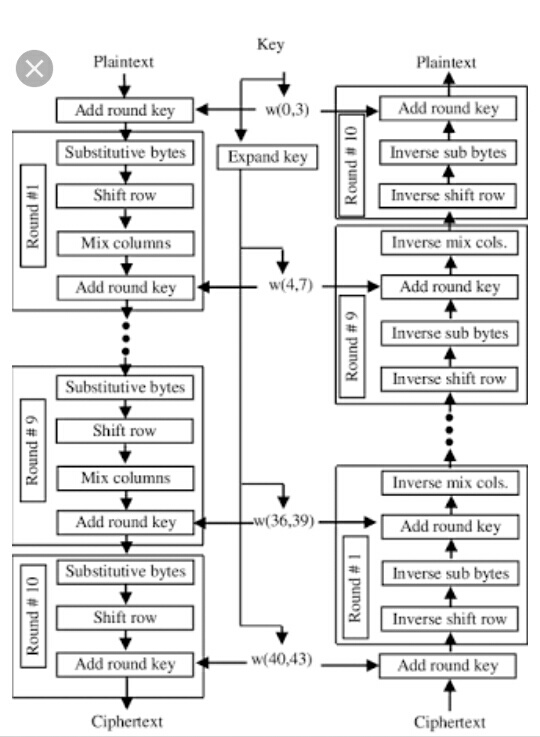 Key
Plaintext
Add round key
Round #1
Substitutive bytes
Shift row
Mix columns
Add round key
Round # 9
Substitutive bytes
Shift row
Mix columns
Add round key
Round # 10
Substitutive bytes
Shift row
Add round key
Ciphertext
w(0,3)
Expand key
w(4,7)
w(36,39)
w(40,43)
Plaintext
Round # 10
Add round key
Inverse sub bytes
Inverse shift row
Round # 9
Inverse mix cols.
Add round key
Inverse sub bytes
Inverse shift row
Round # 1
Inverse mix cols.
Add round key
Inverse sub bytes
Inverse shift row
Add round key
Ciphertext